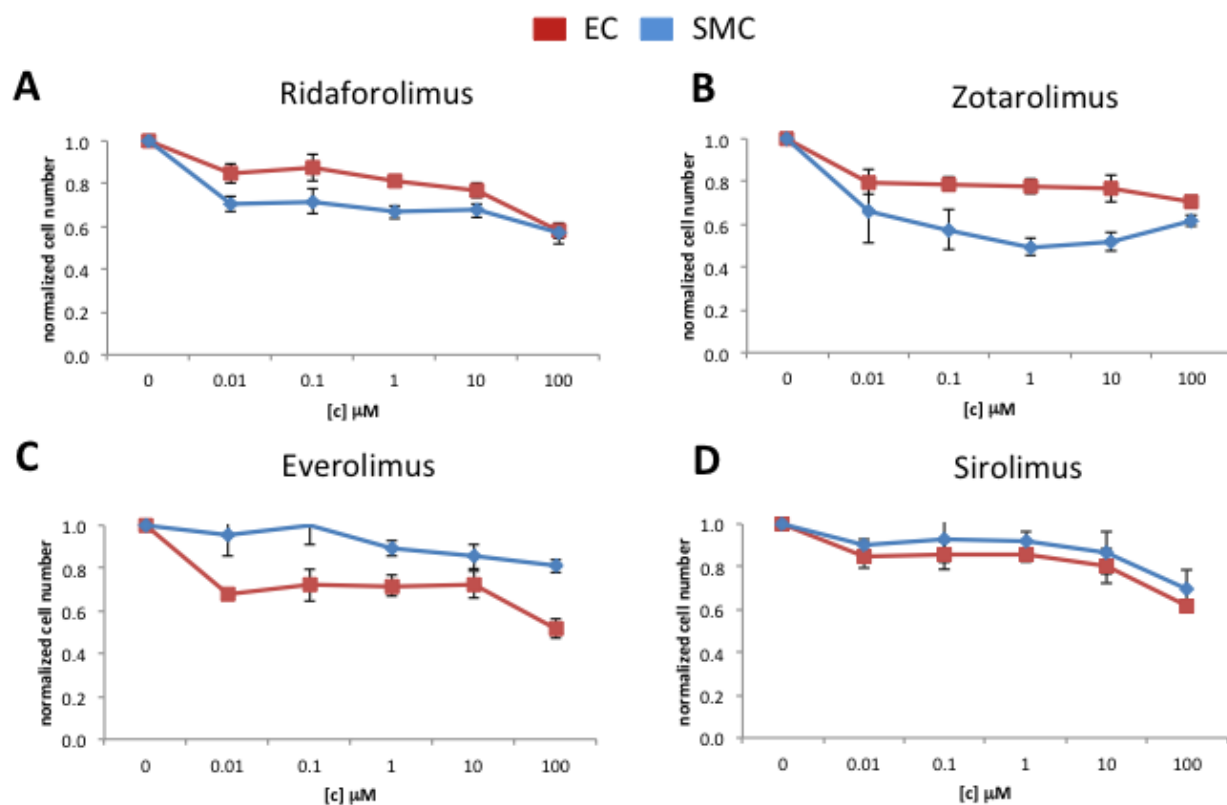 EC SMC
A
Ridaforolimus
normalized cell number
1.0
0.8
0.6
0.4
0.2
0.0
0 0.01 0.1 1 10 100
[c] µM
B
Zotarolimus
normalized cell number
1.0
0.8
0.6
0.4
0.2
0.0
0 0.01 0.1 1 10 100
[c] µM
C
Everolimus
normalized cell number
1.0
0.8
0.6
0.4
0.2
0.0
0 0.01 0.1 1 10 100
[c] µM
D
Sirolimus
normalized cell number
1.0
0.8
0.6
0.4
0.2
0.0
0 0.01 0.1 1 10 100
[c] µM